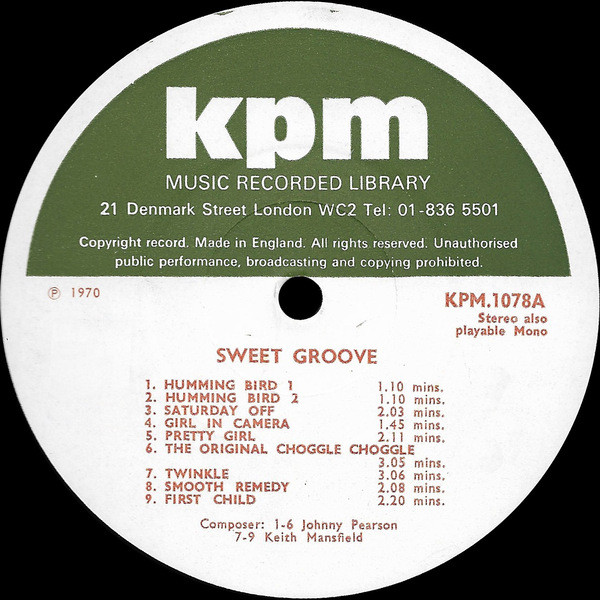 kpm
MUSIC RECORDED LIBRARY
21 Denmark Street London WC2 Tel: 01-836 5501
Copyright record. Made in England. All rights reserved. Unauthorised
public performance, broadcasting and copying prohibited.
℗ 1970
KPM.1078A
Stereo also
playable Mono
SWEET GROOVE
1. HUMMING BIRD 1 1.10 mins.
2. HUMMING BIRD 2 1.10 mins.
3. SATURDAY OFF 2.03 mins.
4. GIRL IN CAMERA 1.45 mins.
5. PRETTY GIRL 2.11 mins.
6. THE ORIGINAL CHOGGLE CHOGGLE
3.05 mins.
7. TWINKLE 3.06 mins.
8. SMOOTH REMEDY 2.08 mins.
9. FIRST CHILD 2.20 mins.
Composer: 1-6 Johnny Pearson
7-9 Keith Mansfield